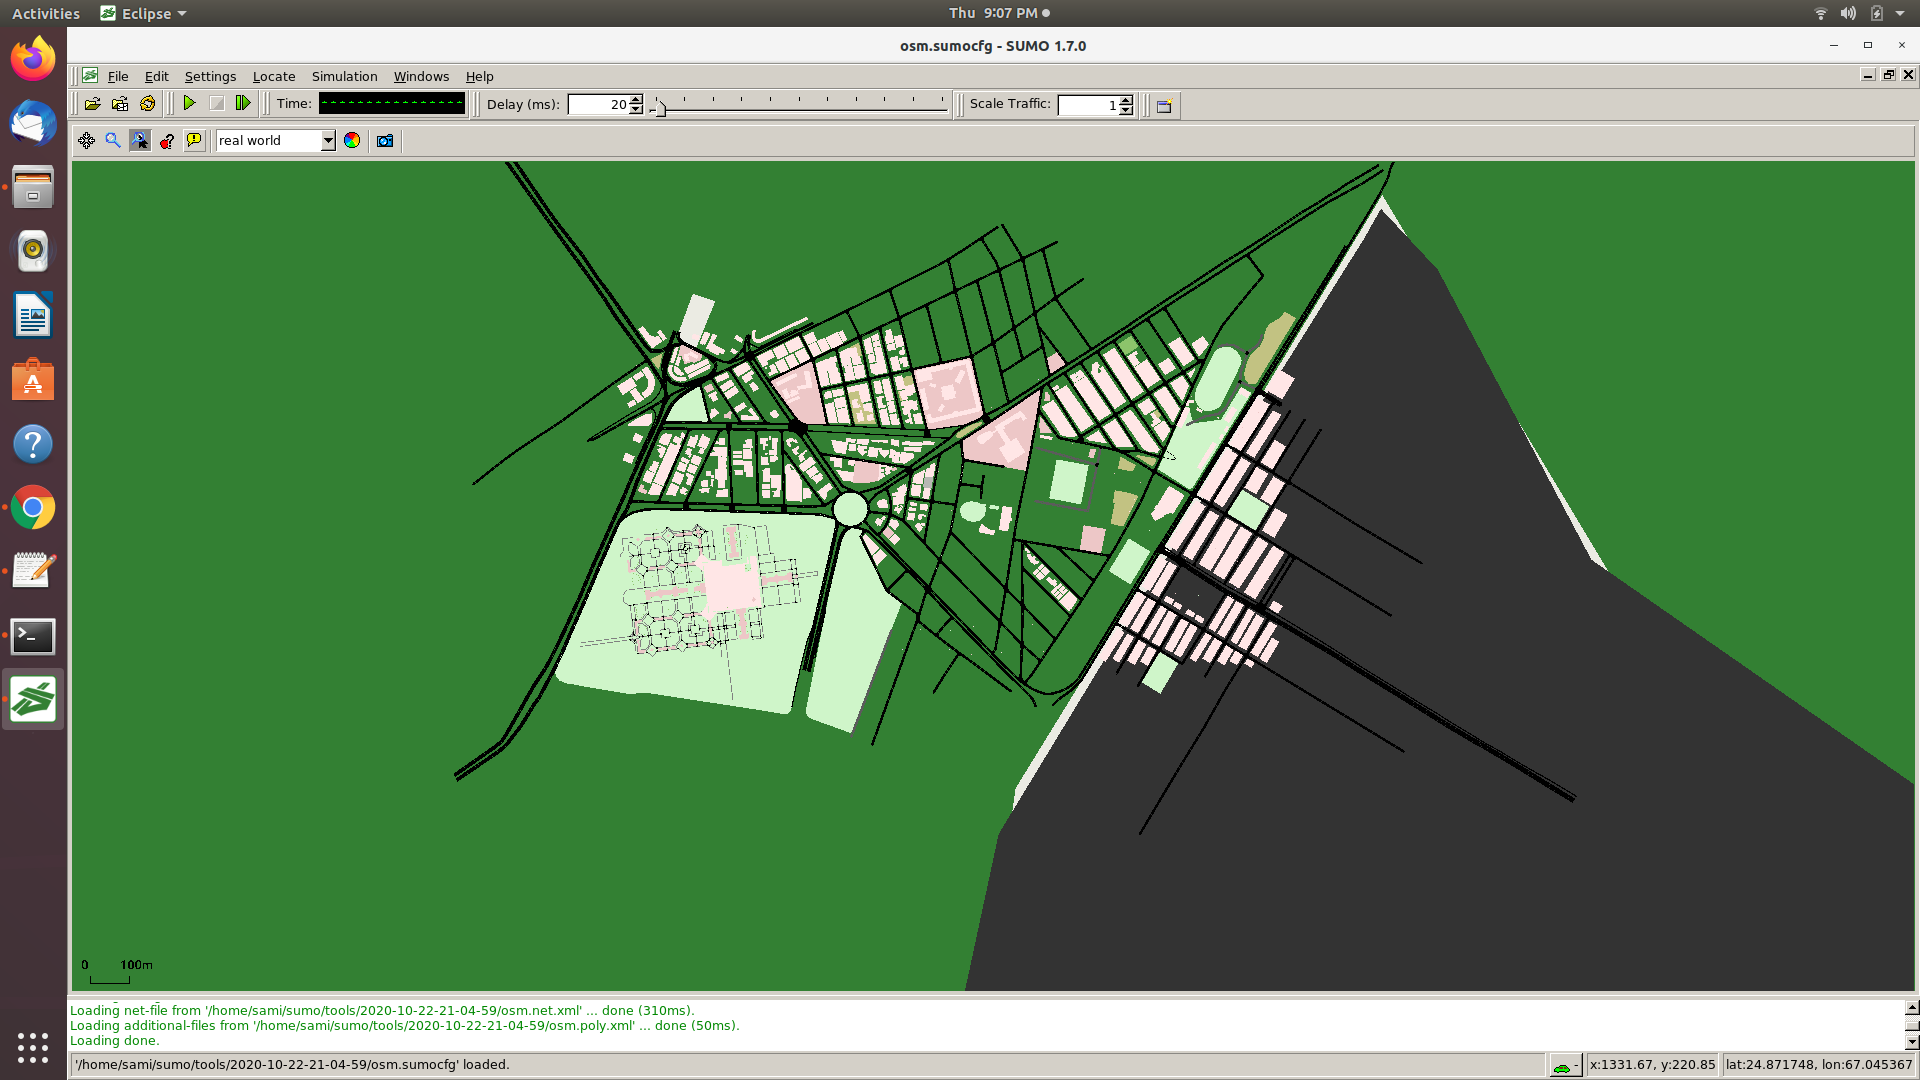 Activities Eclipse Thu 9:07 PM
osm.sumocfg - SUMO 1.7.0
File Edit Settings Locate Simulation Windows Help
Time: Delay (ms): 20 Scale Traffic: 1
real world
0 100m
Loading net-file from '/home/sami/sumo/tools/2020-10-22-21-04-59/osm.net.xml' ... done (310ms).
Loading additional-files from '/home/sami/sumo/tools/2020-10-22-21-04-59/osm.poly.xml' ... done (50ms).
Loading done.
'/home/sami/sumo/tools/2020-10-22-21-04-59/osm.sumocfg' loaded. - x:1331.67, y:220.85 lat:24.871748, lon:67.045367